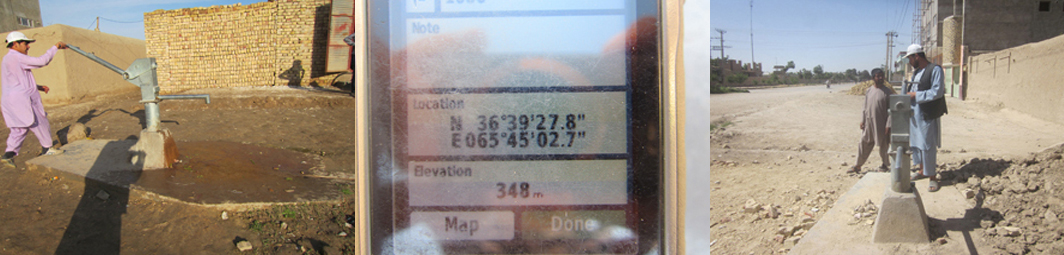 Note
Location
N 36°39'27.8"
E065°45'02.7"
Elevation
348 m
Map
Done